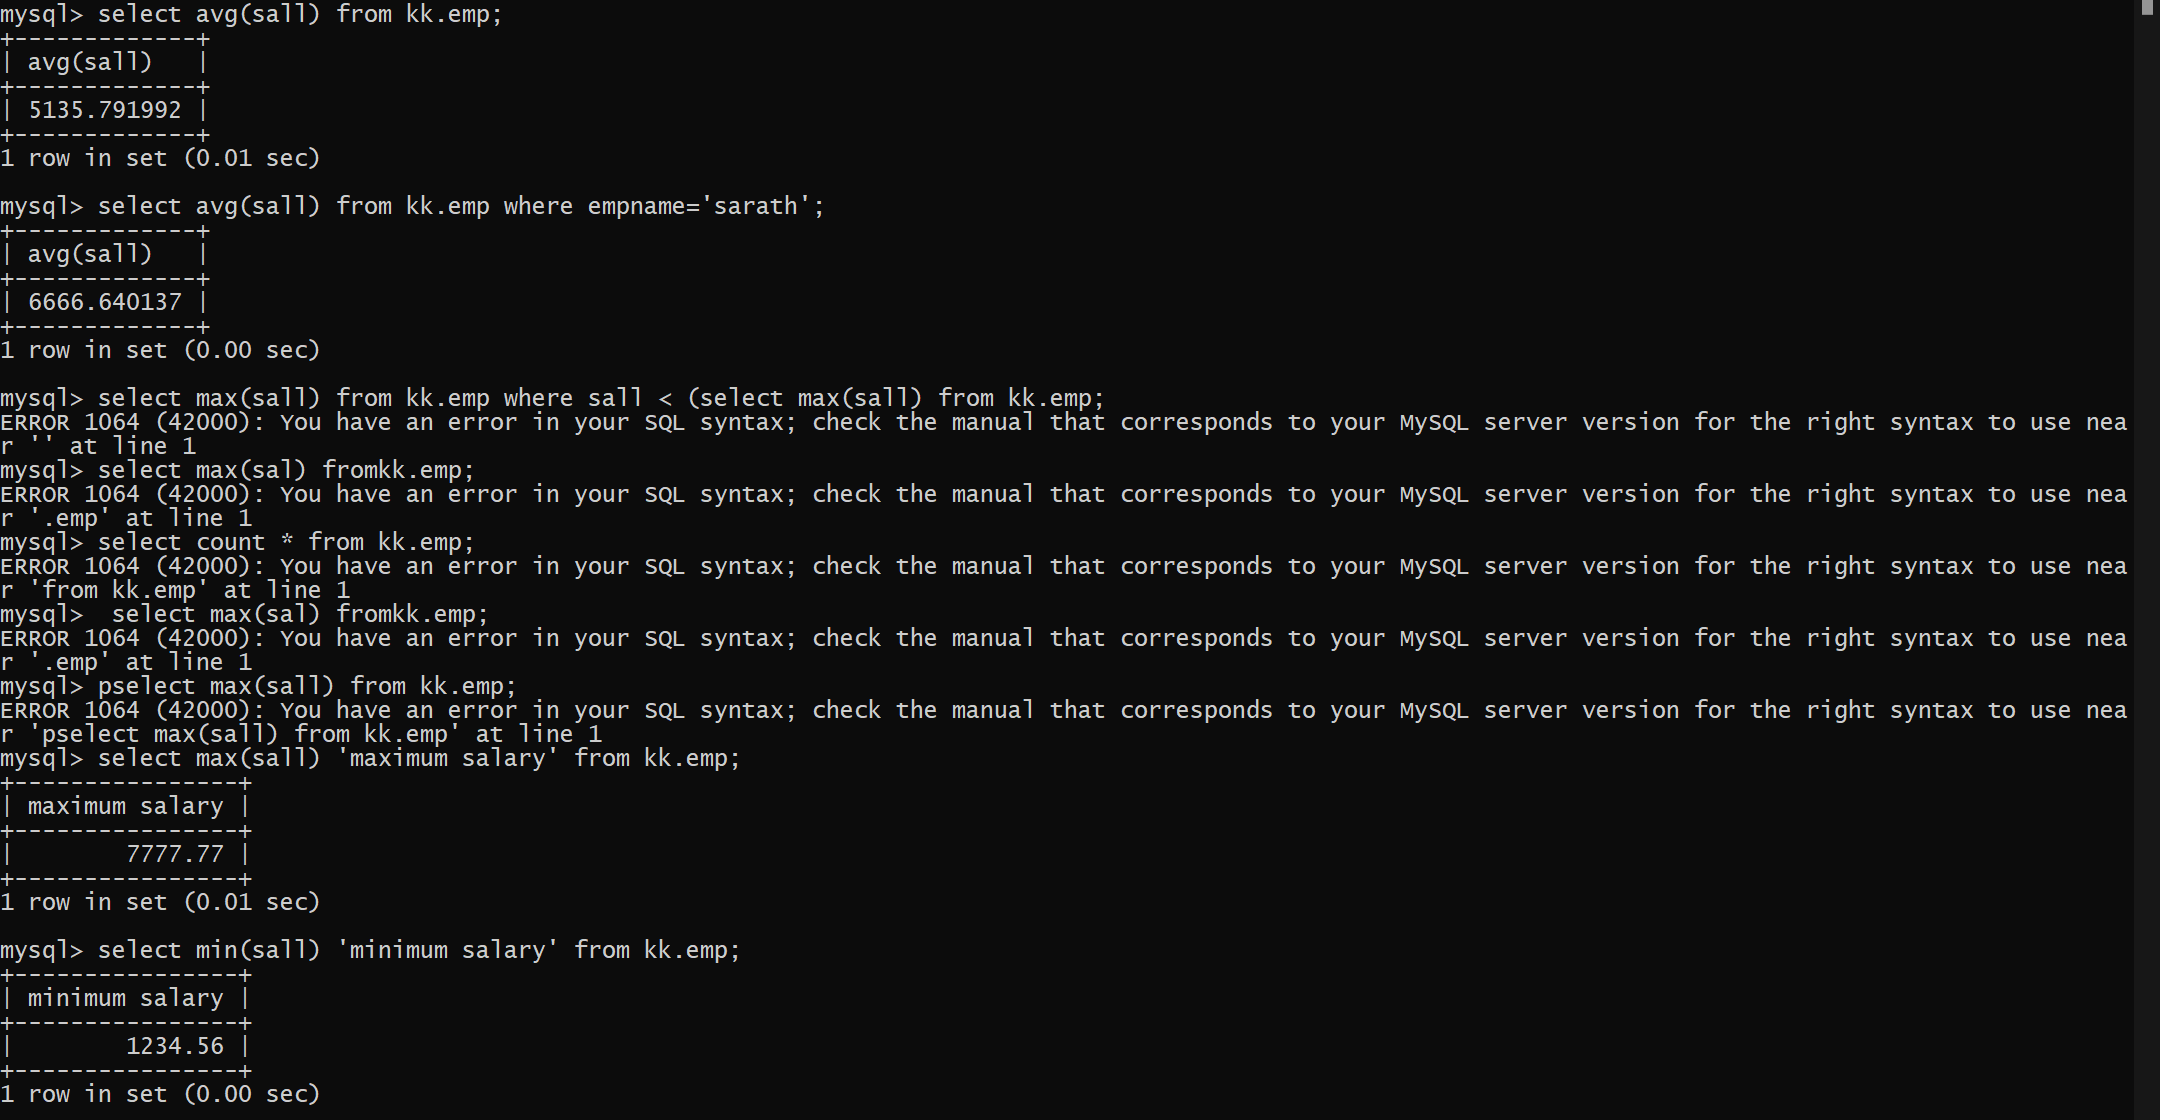 mysql> select avg(sall) from kk.emp;
+-------------+
| avg(sall)   |
+-------------+
| 5135.791992 |
+-------------+
1 row in set (0.01 sec)

mysql> select avg(sall) from kk.emp where empname='sarath';
+-------------+
| avg(sall)   |
+-------------+
| 6666.640137 |
+-------------+
1 row in set (0.00 sec)

mysql> select max(sall) from kk.emp where sall < (select max(sall) from kk.emp;
ERROR 1064 (42000): You have an error in your SQL syntax; check the manual that corresponds to your MySQL server version for the right syntax to use nea
r '' at line 1
mysql> select max(sal) fromkk.emp;
ERROR 1064 (42000): You have an error in your SQL syntax; check the manual that corresponds to your MySQL server version for the right syntax to use nea
r '.emp' at line 1
mysql> select count * from kk.emp;
ERROR 1064 (42000): You have an error in your SQL syntax; check the manual that corresponds to your MySQL server version for the right syntax to use nea
r 'from kk.emp' at line 1
mysql>  select max(sal) fromkk.emp;
ERROR 1064 (42000): You have an error in your SQL syntax; check the manual that corresponds to your MySQL server version for the right syntax to use nea
r '.emp' at line 1
mysql> pselect max(sall) from kk.emp;
ERROR 1064 (42000): You have an error in your SQL syntax; check the manual that corresponds to your MySQL server version for the right syntax to use nea
r 'pselect max(sall) from kk.emp' at line 1
mysql> select max(sall) 'maximum salary' from kk.emp;
+----------------+
| maximum salary |
+----------------+
|        7777.77 |
+----------------+
1 row in set (0.01 sec)

mysql> select min(sall) 'minimum salary' from kk.emp;
+----------------+
| minimum salary |
+----------------+
|        1234.56 |
+----------------+
1 row in set (0.00 sec)